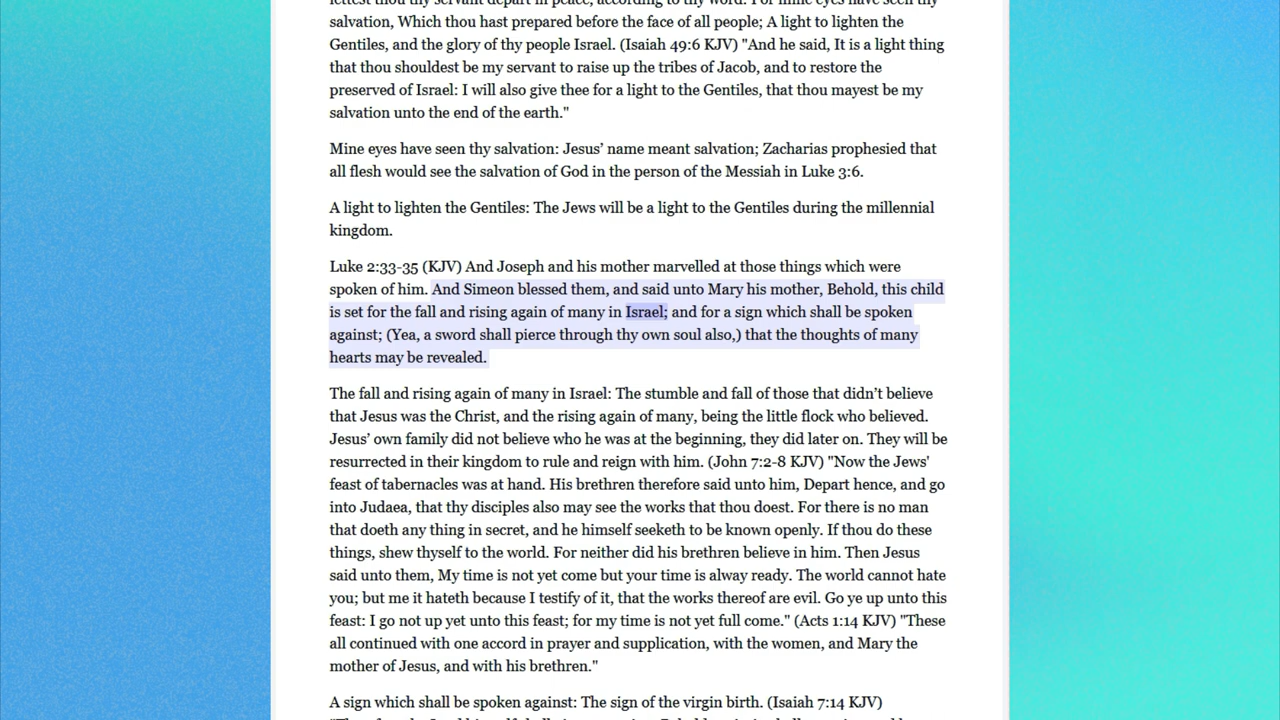 lettest thou thy servant depart in peace, according to thy word. For mine eyes have seen thy
salvation, Which thou hast prepared before the face of all people; A light to lighten the
Gentiles, and the glory of thy people Israel. (Isaiah 49:6 KJV) "And he said, It is a light thing
that thou shouldest be my servant to raise up the tribes of Jacob, and to restore the
preserved of Israel: I will also give thee for a light to the Gentiles, that thou mayest be my
salvation unto the end of the earth."
Mine eyes have seen thy salvation: Jesus’ name meant salvation; Zacharias prophesied that
all flesh would see the salvation of God in the person of the Messiah in Luke 3:6.
A light to lighten the Gentiles: The Jews will be a light to the Gentiles during the millennial
kingdom.
Luke 2:33-35 (KJV) And Joseph and his mother marvelled at those things which were
spoken of him. And Simeon blessed them, and said unto Mary his mother, Behold, this child
is set for the fall and rising again of many in Israel; and for a sign which shall be spoken
against; (Yea, a sword shall pierce through thy own soul also,) that the thoughts of many
hearts may be revealed.
The fall and rising again of many in Israel: The stumble and fall of those that didn’t believe
that Jesus was the Christ, and the rising again of many, being the little flock who believed.
Jesus’ own family did not believe who he was at the beginning, they did later on. They will be
resurrected in their kingdom to rule and reign with him. (John 7:2-8 KJV) "Now the Jews'
feast of tabernacles was at hand. His brethren therefore said unto him, Depart hence, and go
into Judaea, that thy disciples also may see the works that thou doest. For there is no man
that doeth any thing in secret, and he himself seeketh to be known openly. If thou do these
things, shew thyself to the world. For neither did his brethren believe in him. Then Jesus
said unto them, My time is not yet come but your time is alway ready. The world cannot hate
you; but me it hateth because I testify of it, that the works thereof are evil. Go ye up unto this
feast: I go not up yet unto this feast; for my time is not yet full come." (Acts 1:14 KJV) "These
all continued with one accord in prayer and supplication, with the women, and Mary the
mother of Jesus, and with his brethren."
A sign which shall be spoken against: The sign of the virgin birth. (Isaiah 7:14 KJV)